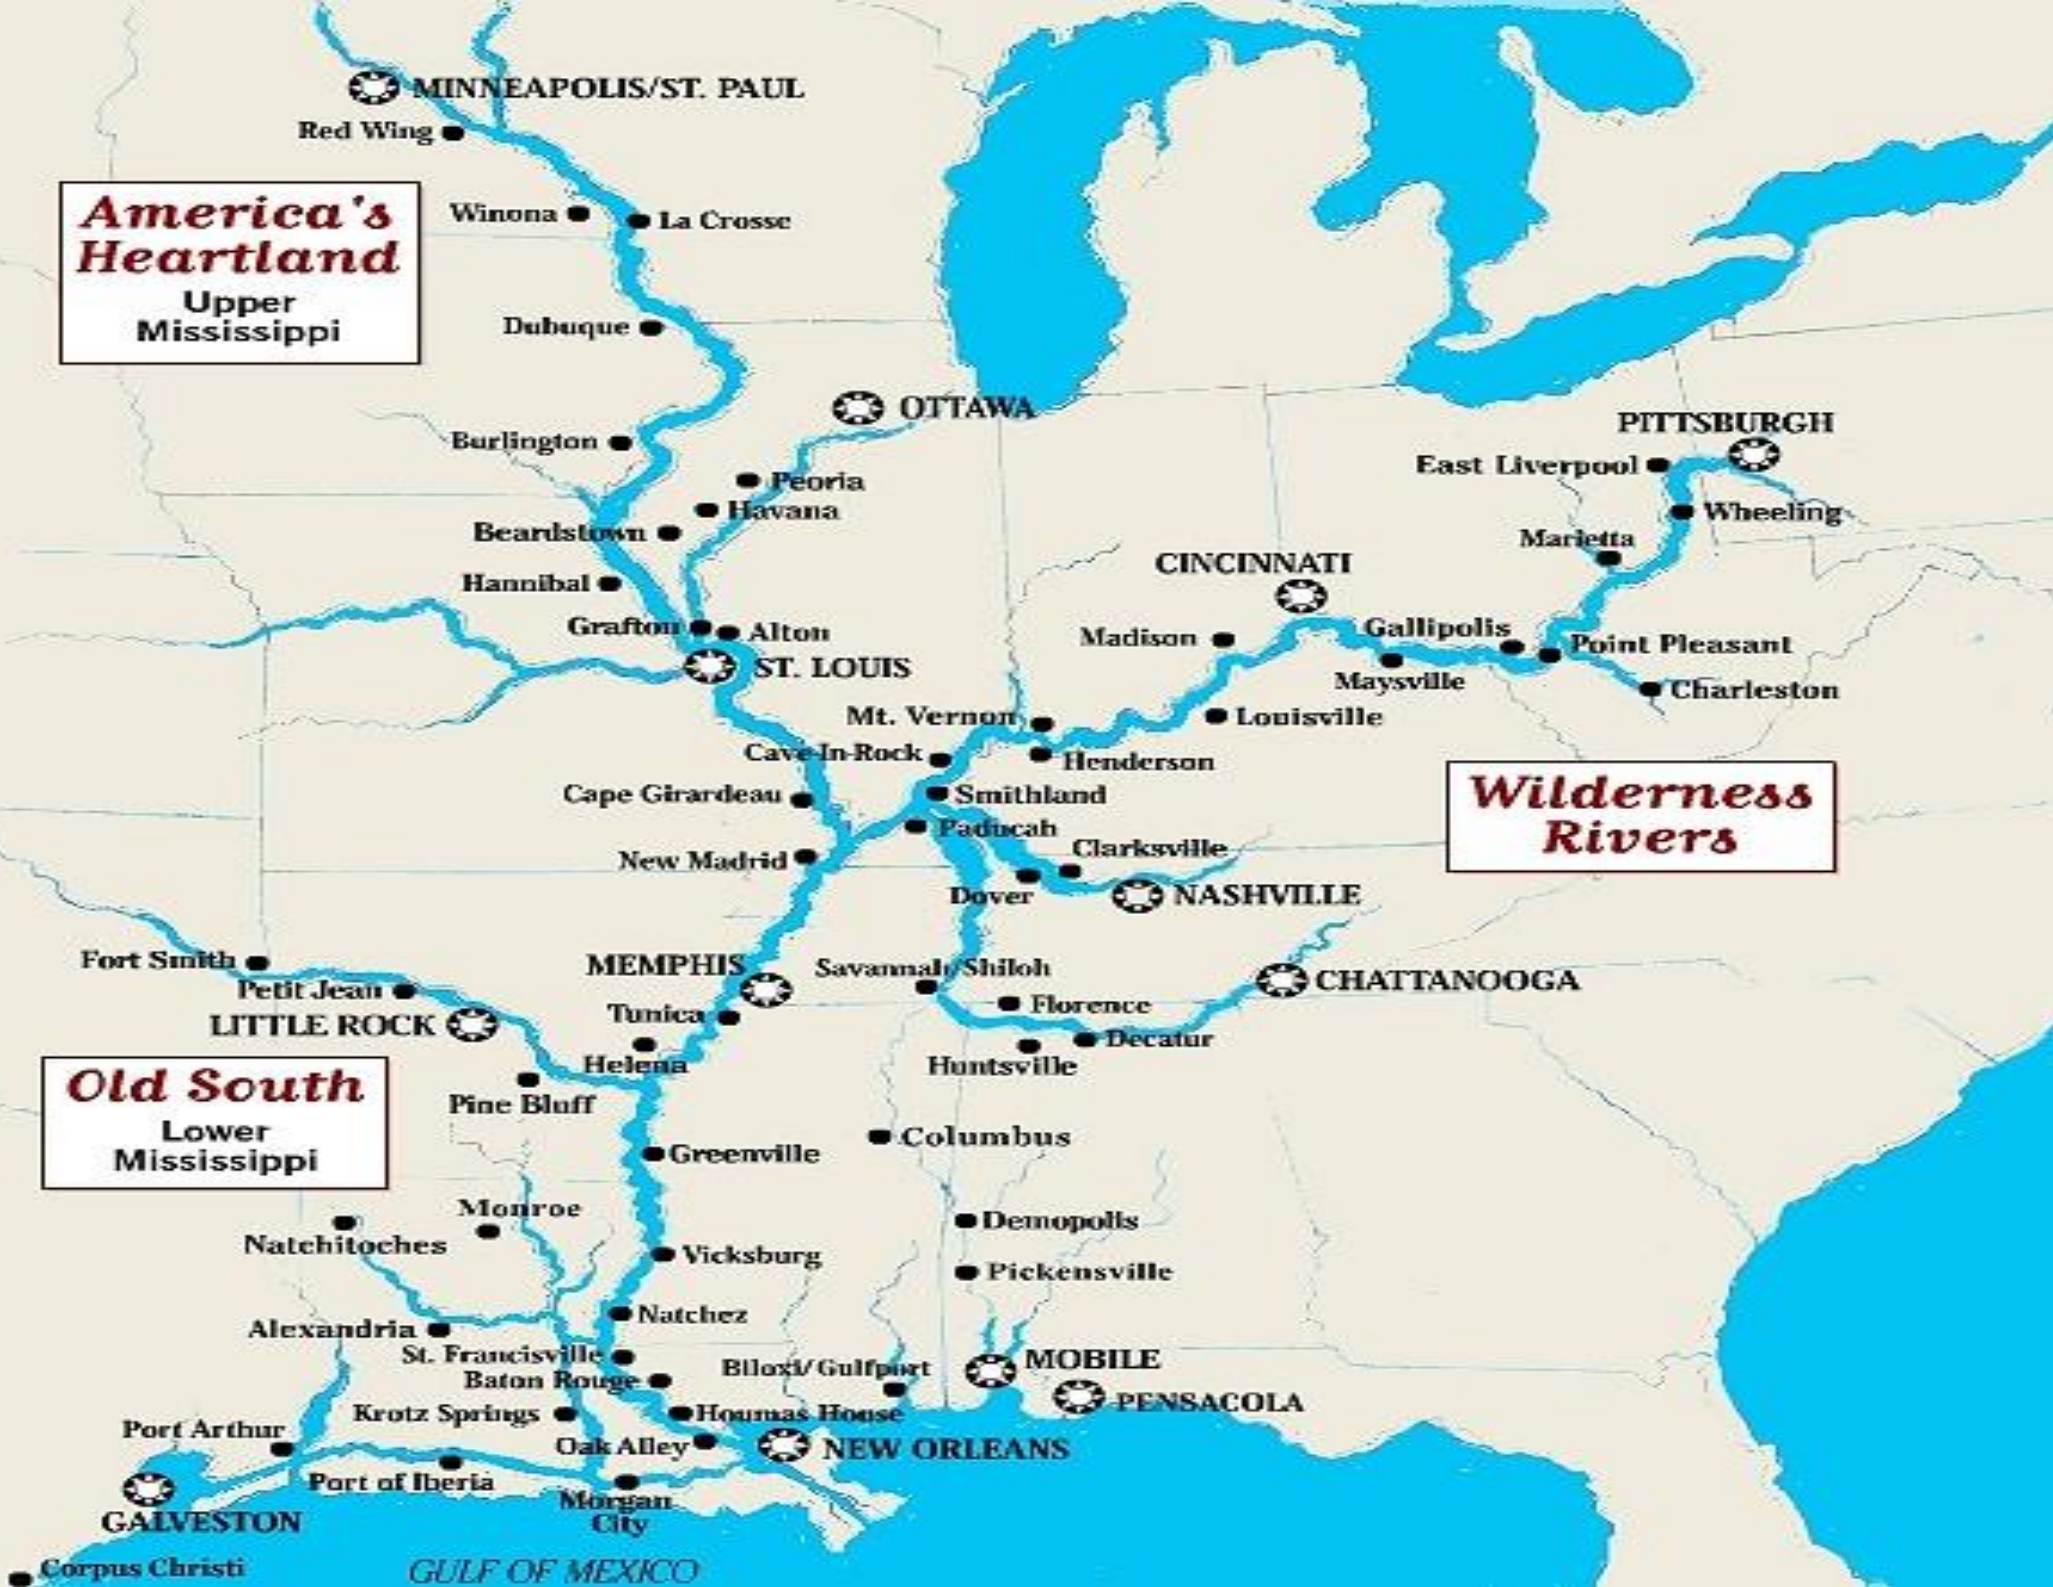 MINNEAPOLIS/ST. PAUL
Red Wing
America's
Heartland
Upper
Mississippi
Winona
La Crosse
Dubuque
OTTAWA
Burlington
Peoria
Havana
Beardstown
Hannibal
Grafton
Alton
ST. LOUIS
PITTSBURGH
East Liverpool
Wheeling
Marietta
CINCINNATI
Madison
Gallipolis
Point Pleasant
Maysville
Charleston
Louisville
Mt. Vernon
Cave-In-Rock
Henderson
Cape Girardeau
Smithland
Paducah
Wilderness
Rivers
New Madrid
Clarksville
Dover
NASHVILLE
Fort Smith
MEMPHIS
Savannah/Shiloh
CHATTANOOGA
Petit Jean
LITTLE ROCK
Tunica
Florence
Decatur
Helena
Huntsville
Old South
Lower
Mississippi
Pine Bluff
Columbus
Greenville
Monroe
Natchitoches
Demopolis
Vicksburg
Pickensville
Natchez
Alexandria
St. Francisville
Baton Rouge
Biloxi/Gulfport
MOBILE
PENSACOLA
Krotz Springs
Houmas House
Port Arthur
Oak Alley
NEW ORLEANS
Port of Iberia
Morgan
City
GALVESTON
Corpus Christi
GULF OF MEXICO